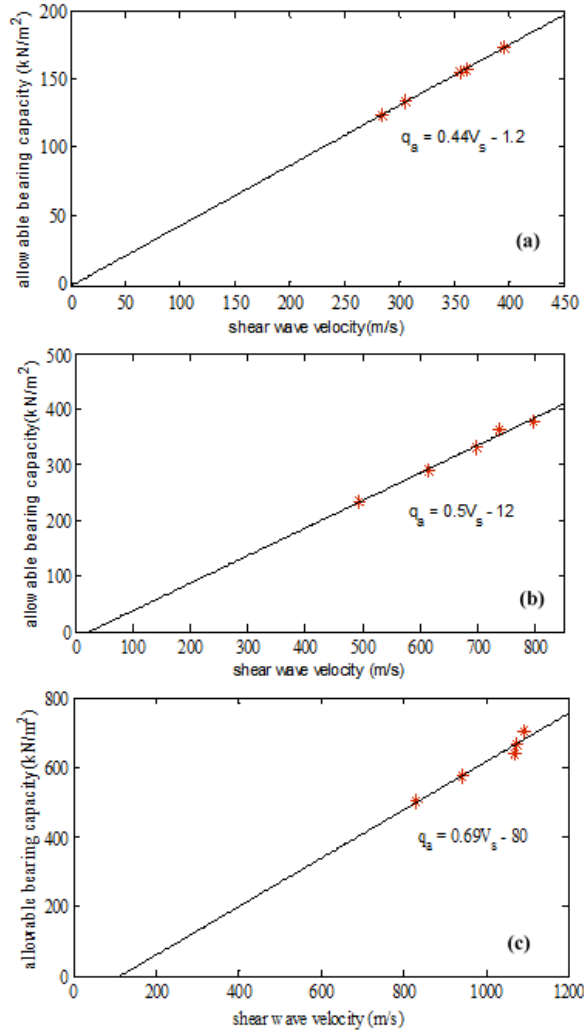 200
150
100
50
0
0 50 100 150 200 250 300 350 400 450
allowable bearing capacity (kN/m²)
qₐ = 0.44Vₛ - 1.2
(a)
shear wave velocity(m/s)
500
400
300
200
100
0
0 100 200 300 400 500 600 700 800
allowable bearing capacity(kN/m²)
qₐ = 0.5Vₛ - 12
(b)
shear wave velocity (m/s)
800
600
400
200
0
0 200 400 600 800 1000 1200
allowable bearing capacity(kN/m²)
qₐ = 0.69Vₛ - 80
(c)
shear wave velocity (m/s)